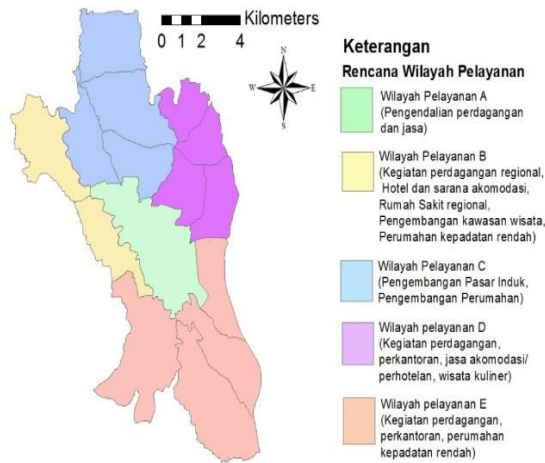 Kilometers
0 1 2 4
N
W E
S
Keterangan
Rencana Wilayah Pelayanan
Wilayah Pelayanan A
(Pengendalian perdagangan
dan jasa)
Wilayah Pelayanan B
(Kegiatan perdagangan regional,
Hotel dan sarana akomodasi,
Rumah Sakit regional,
Pengembangan kawasan wisata,
Perumahan kepadatan rendah)
Wilayah Pelayanan C
(Pengembangan Pasar Induk,
Pengembangan Perumahan)
Wilayah pelayanan D
(Kegiatan perdagangan,
perkantoran, jasa akomodasi/
perhotelan, wisata kuliner)
Wilayah pelayanan E
(Kegiatan perdagangan,
perkantoran, perumahan
kepadatan rendah)